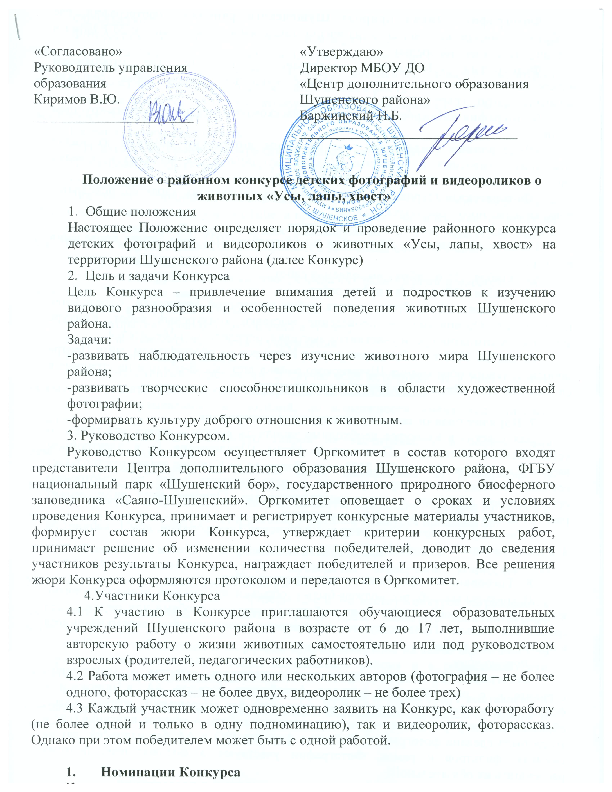 «Согласовано»
Руководитель управления
образования
Киримов В.Ю.
«Утверждаю»
Директор МБОУ ДО
«Центр дополнительного образования
Шушенского района»
Варжинский Н.Б.
Положение о районном конкурсе детских фотографий и видеороликов о
животных «Усы, лапы, хвост»
1. Общие положения
Настоящее Положение определяет порядок и проведение районного конкурса
детских фотографий и видеороликов о животных «Усы, лапы, хвост» на
территории Шушенского района (далее Конкурс)
2. Цель и задачи Конкурса
Цель Конкурса – привлечение внимания детей и подростков к изучению
видового разнообразия и особенностей поведения животных Шушенского
района.
Задачи:
-развивать наблюдательность через изучение животного мира Шушенского
района;
-развивать творческие способностишкольников в области художественной
фотографии;
-формирвать культуру доброго отношения к животным.
3. Руководство Конкурсом.
Руководство Конкурсом осуществляет Оргкомитет в состав которого входят
представители Центра дополнительного образования Шушенского района, ФГБУ
национальный парк «Шушенский бор», государственного природного биосферного
заповедника «Саяно-Шушенский». Оргкомитет оповещает о сроках и условиях
проведения Конкурса, принимает и регистрирует конкурсные материалы участников,
формирует состав жюри Конкурса, утверждает критерии конкурсных работ,
принимает решение об изменении количества победителей, доводит до сведения
участников результаты Конкурса, награждает победителей и призеров. Все решения
жюри Конкурса оформляются протоколом и передаются в Оргкомитет.
4.Участники Конкурса
4.1 К участию в Конкурсе приглашаются обучающиеся образовательных
учреждений Шушенского района в возрасте от 6 до 17 лет, выполнившие
авторскую работу о жизни животных самостоятельно или под руководством
взрослых (родителей, педагогических работников).
4.2 Работа может иметь одного или нескольких авторов (фотография – не более
одного, фоторассказ – не более двух, видеоролик – не более трех)
4.3 Каждый участник может одновременно заявить на Конкурс, как фотоработу
(не более одной и только в одну подноминацию), так и видеоролик, фоторассказ.
Однако при этом победителем может быть с одной работой.
1. Номинации Конкурса